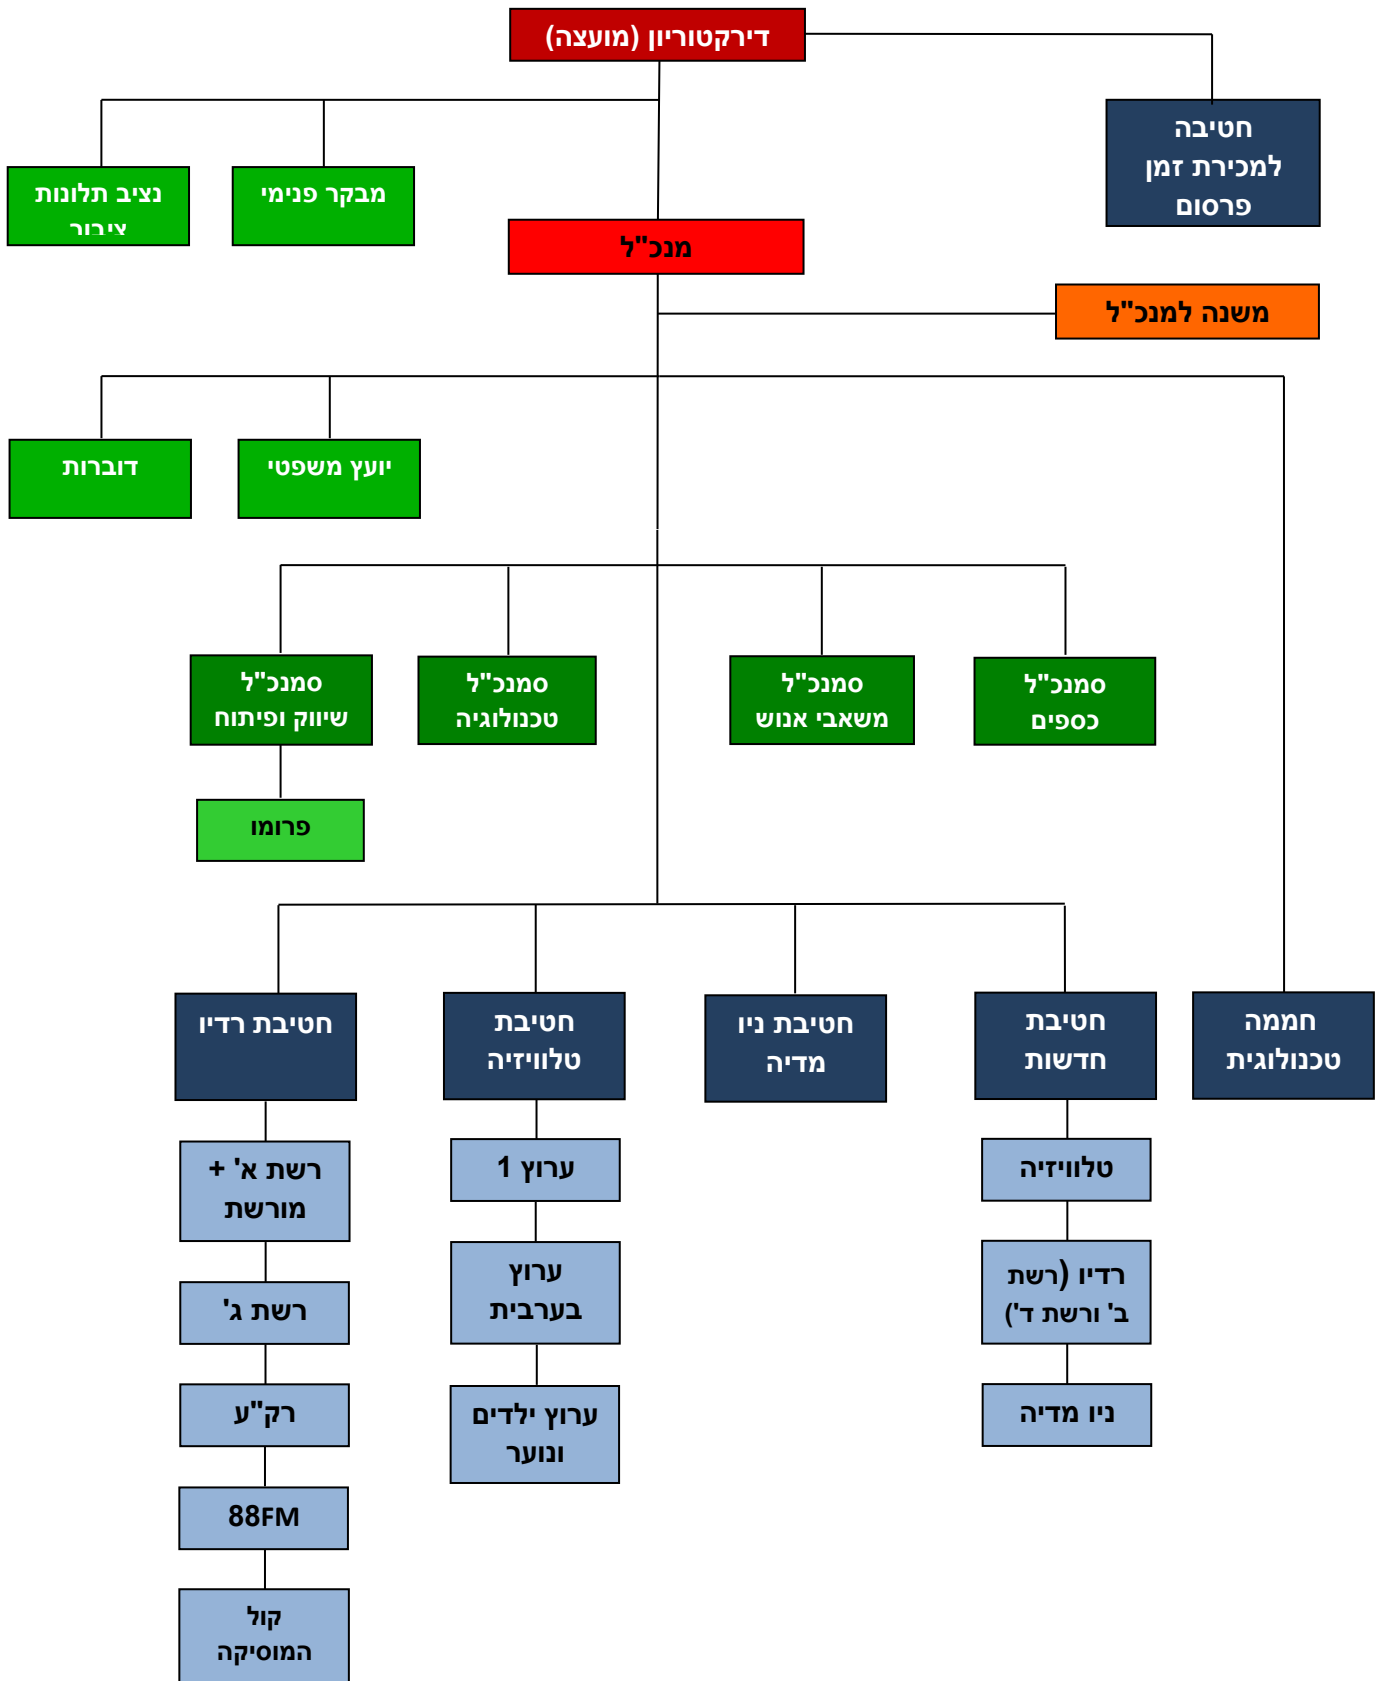 דירקטוריון (מועצה)
חטיבה
למכירת זמן
פרסום
מבקר פנימי
נציב תלונות
ציבור
מנכ"ל
משנה למנכ"ל
יועץ משפטי
דוברות
סמנכ"ל
כספים
סמנכ"ל
משאבי אנוש
סמנכ"ל
טכנולוגיה
סמנכ"ל
שיווק ופיתוח
פרומו
חממה
טכנולוגית
חטיבת
חדשות
חטיבת ניו
מדיה
חטיבת
טלוויזיה
חטיבת רדיו
טלוויזיה
רדיו (רשת
ב' ורשת ד')
ניו מדיה
ערוץ 1
ערוץ
בערבית
ערוץ ילדים
ונוער
רשת א' +
מורשת
רשת ג'
רק"ע
88FM
קול
המוסיקה